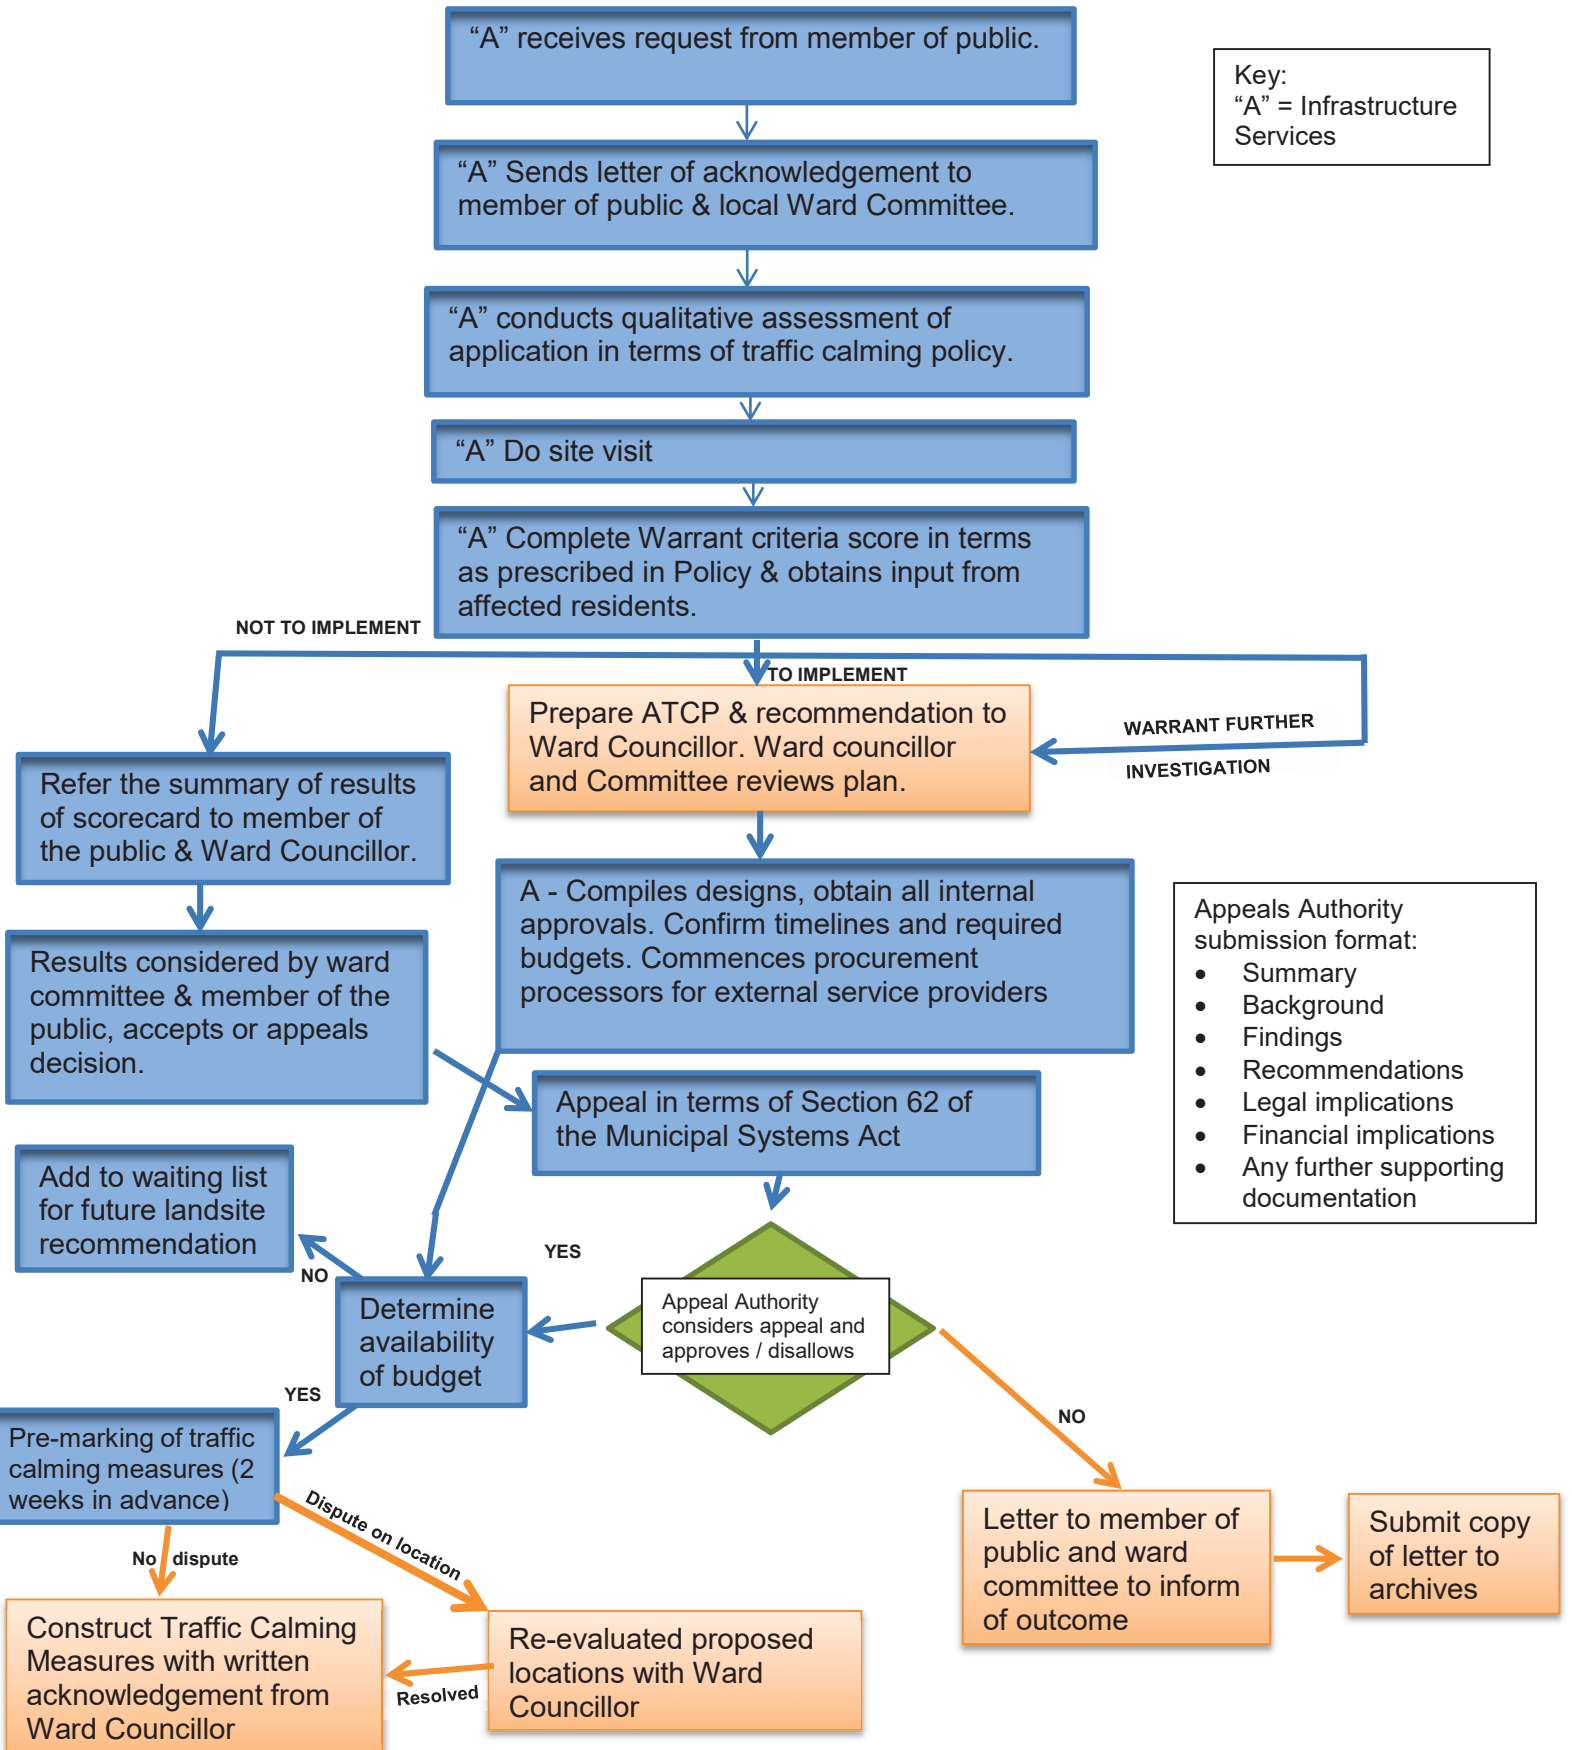 “A” receives request from member of public.
Key:
“A” = Infrastructure
Services
“A” Sends letter of acknowledgement to
member of public & local Ward Committee.
“A” conducts qualitative assessment of
application in terms of traffic calming policy.
“A” Do site visit
“A” Complete Warrant criteria score in terms
as prescribed in Policy & obtains input from
affected residents.
NOT TO IMPLEMENT
TO IMPLEMENT
WARRANT FURTHER
INVESTIGATION
Prepare ATCP & recommendation to
Ward Councillor. Ward councillor
and Committee reviews plan.
Refer the summary of results
of scorecard to member of
the public & Ward Councillor.
A - Compiles designs, obtain all internal
approvals. Confirm timelines and required
budgets. Commences procurement
processors for external service providers
Results considered by ward
committee & member of the
public, accepts or appeals
decision.
Appeals Authority
submission format:
• Summary
• Background
• Findings
• Recommendations
• Legal implications
• Financial implications
• Any further supporting
documentation
Appeal in terms of Section 62 of
the Municipal Systems Act
Add to waiting list
for future landsite
recommendation
NO
YES
Determine
availability
of budget
Appeal Authority
considers appeal and
approves / disallows
YES
NO
Pre-marking of traffic
calming measures (2
weeks in advance)
Dispute on location
No dispute
Letter to member of
public and ward
committee to inform
of outcome
Submit copy
of letter to
archives
Construct Traffic Calming
Measures with written
acknowledgement from
Ward Councillor
Resolved
Re-evaluated proposed
locations with Ward
Councillor